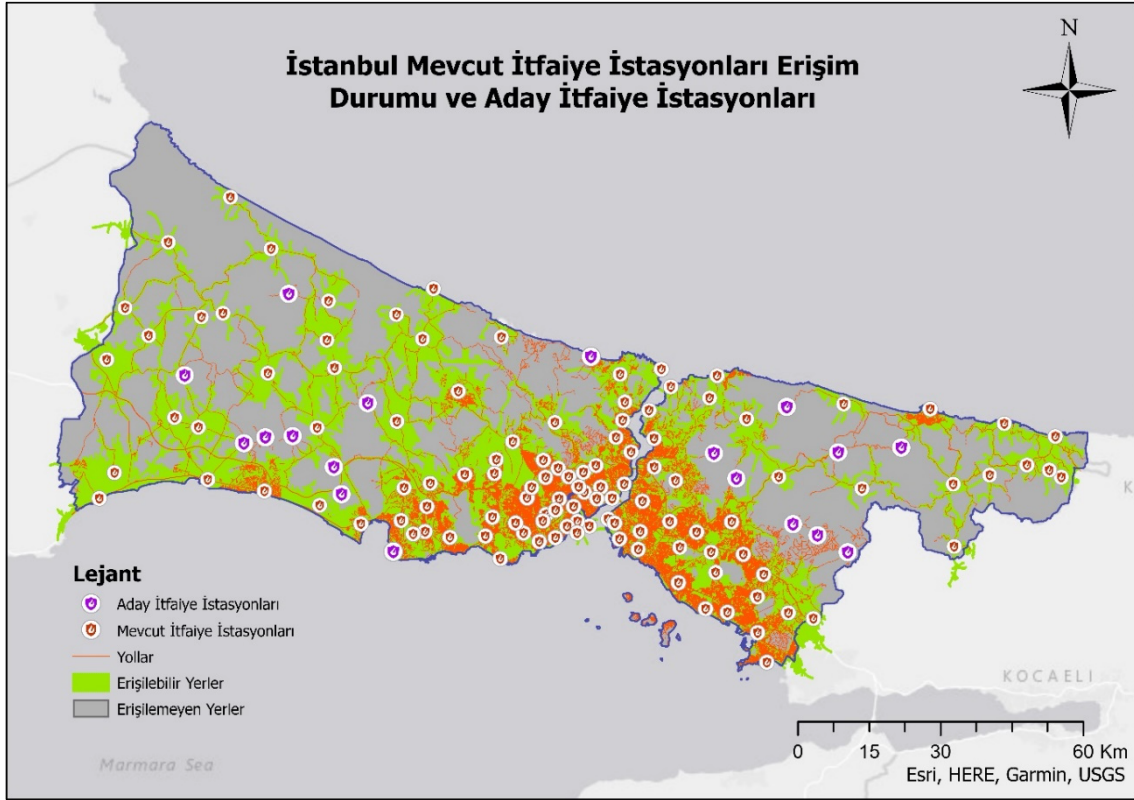 İstanbul Mevcut İtfaiye İstasyonları Erişim
Durumu ve Aday İtfaiye İstasyonları
N
Lejant
Aday İtfaiye İstasyonları
Mevcut İtfaiye İstasyonları
Yollar
Erişilebilir Yerler
Erişilemeyen Yerler
Marmara Sea
KOCAELI
K
0 15 30 60 Km
Esri, HERE, Garmin, USGS